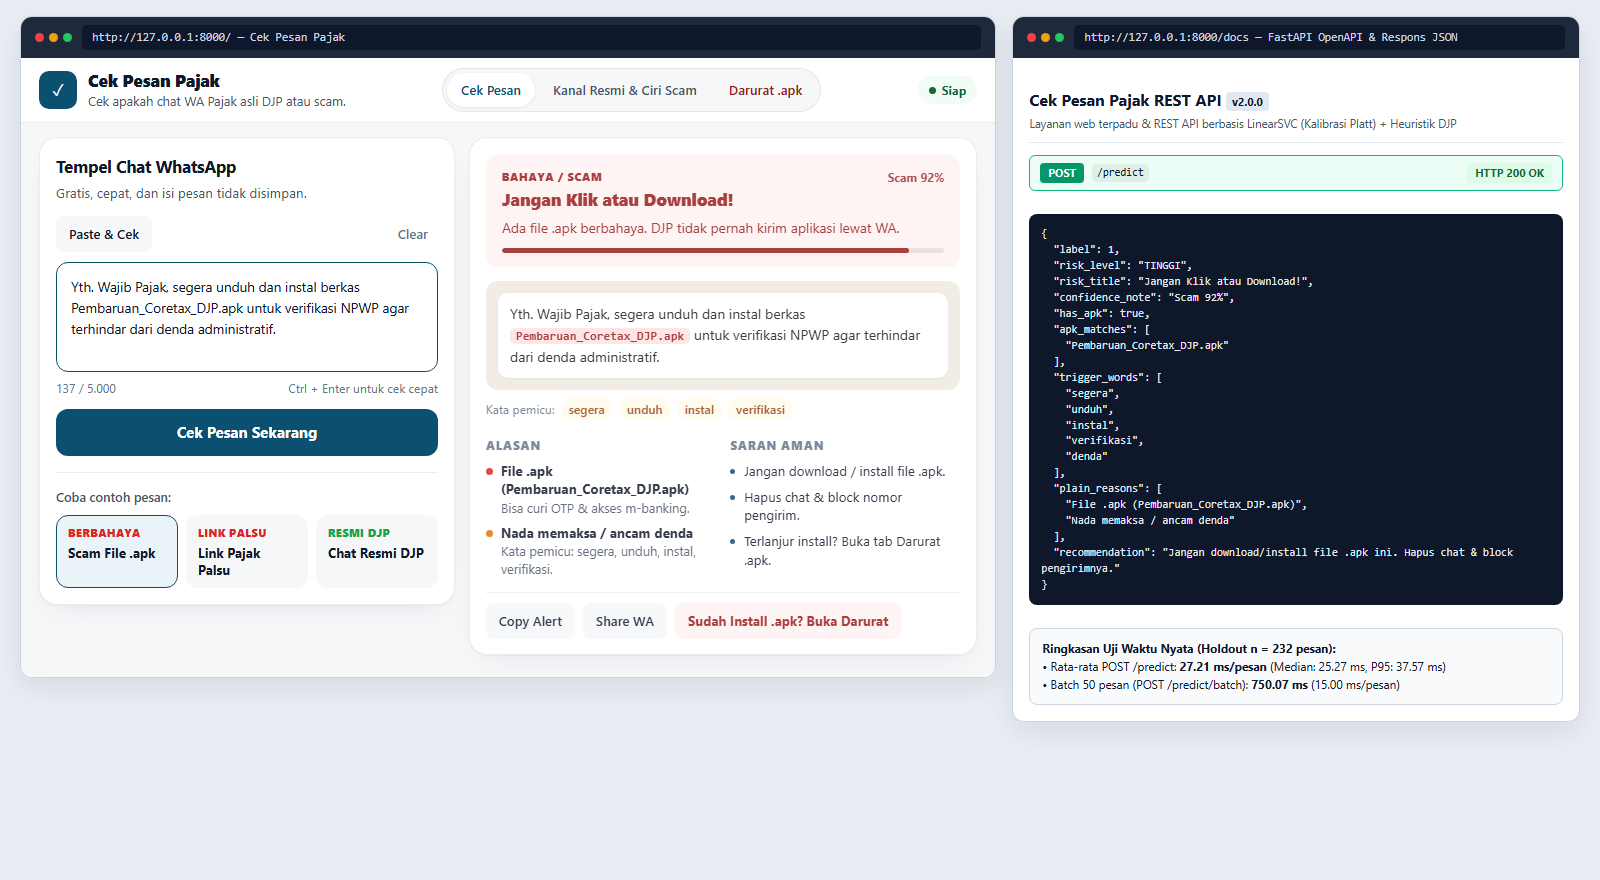 http://127.0.0.1:8000/ — Cek Pesan Pajak
✓
Cek Pesan Pajak
Cek apakah chat WA Pajak asli DJP atau scam.
Cek Pesan
Kanal Resmi & Ciri Scam
Darurat .apk
Siap
Tempel Chat WhatsApp
Gratis, cepat, dan isi pesan tidak disimpan.
Paste & Cek
Clear
Yth. Wajib Pajak, segera unduh dan instal berkas
Pembaruan_Coretax_DJP.apk untuk verifikasi NPWP agar
terhindar dari denda administratif.
137 / 5.000
Ctrl + Enter untuk cek cepat
Cek Pesan Sekarang
Coba contoh pesan:
BERBAHAYA
Scam File .apk
LINK PALSU
Link Pajak
Palsu
RESMI DJP
Chat Resmi DJP
BAHAYA / SCAM
Scam 92%
Jangan Klik atau Download!
Ada file .apk berbahaya. DJP tidak pernah kirim aplikasi lewat WA.
Yth. Wajib Pajak, segera unduh dan instal berkas
Pembaruan_Coretax_DJP.apk untuk verifikasi NPWP agar terhindar
dari denda administratif.
Kata pemicu: segera unduh instal verifikasi
ALASAN
File .apk
(Pembaruan_Coretax_DJP.apk)
Bisa curi OTP & akses m-banking.
Nada memaksa / ancam denda
Kata pemicu: segera, unduh, instal,
verifikasi.
SARAN AMAN
Jangan download / install file .apk.
Hapus chat & block nomor
pengirim.
Terlanjur install? Buka tab Darurat
.apk.
Copy Alert
Share WA
Sudah Install .apk? Buka Darurat
http://127.0.0.1:8000/docs — FastAPI OpenAPI & Respons JSON
Cek Pesan Pajak REST API v2.0.0
Layanan web terpadu & REST API berbasis LinearSVC (Kalibrasi Platt) + Heuristik DJP
POST /predict HTTP 200 OK
{
"label": 1,
"risk_level": "TINGGI",
"risk_title": "Jangan Klik atau Download!",
"confidence_note": "Scam 92%",
"has_apk": true,
"apk_matches": [
"Pembaruan_Coretax_DJP.apk"
],
"trigger_words": [
"segera",
"unduh",
"instal",
"verifikasi",
"denda"
],
"plain_reasons": [
"File .apk (Pembaruan_Coretax_DJP.apk)",
"Nada memaksa / ancam denda"
],
"recommendation": "Jangan download/install file .apk ini. Hapus chat & block
pengirimnya."
}
Ringkasan Uji Waktu Nyata (Holdout n = 232 pesan):
• Rata-rata POST /predict: 27.21 ms/pesan (Median: 25.27 ms, P95: 37.57 ms)
• Batch 50 pesan (POST /predict/batch): 750.07 ms (15.00 ms/pesan)